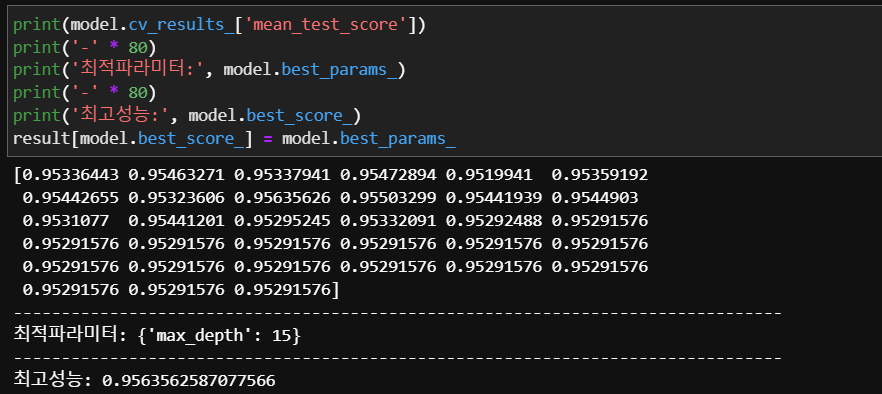 print(model.cv_results_['mean_test_score'])
print('-' * 80)
print('최적파라미터:', model.best_params_)
print('-' * 80)
print('최고성능:', model.best_score_)
result[model.best_score_] = model.best_params_
[0.95336443 0.95463271 0.95337941 0.95472894 0.9519941  0.95359192
 0.95442655 0.95323606 0.95635626 0.95503299 0.95441939 0.9544903
 0.9531077  0.95441201 0.95295245 0.95332091 0.95292488 0.95291576
 0.95291576 0.95291576 0.95291576 0.95291576 0.95291576 0.95291576
 0.95291576 0.95291576 0.95291576 0.95291576 0.95291576 0.95291576
 0.95291576 0.95291576 0.95291576]
--------------------------------------------------------------------------------
최적파라미터: {'max_depth': 15}
--------------------------------------------------------------------------------
최고성능: 0.9563562587077566